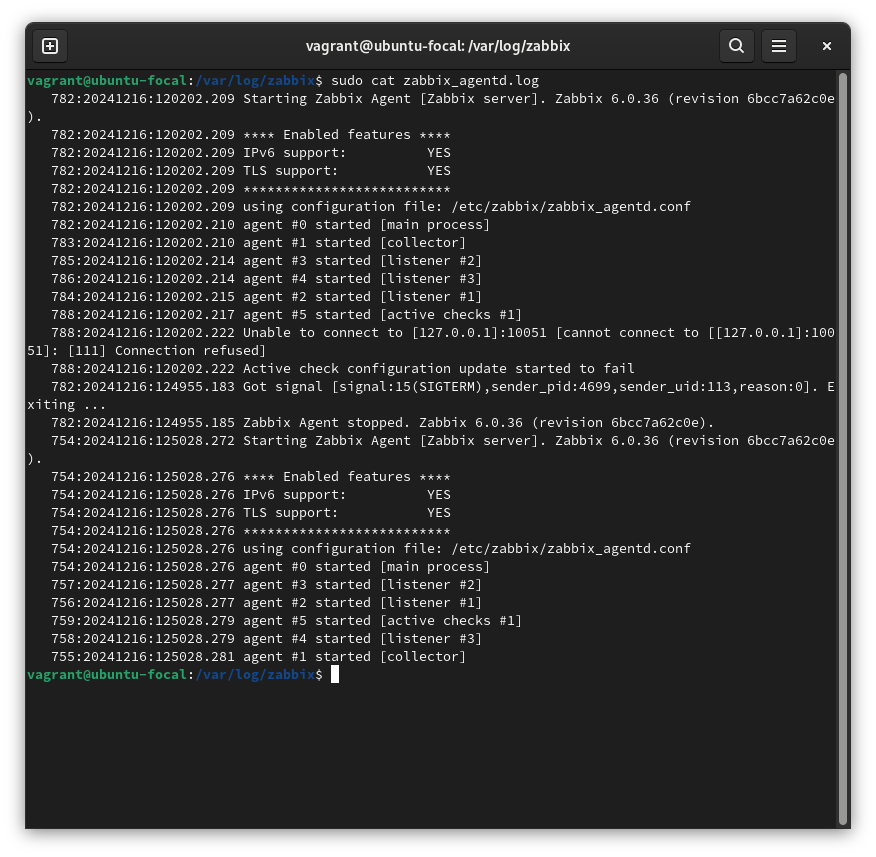 vagrant@ubuntu-focal: /var/log/zabbix
vagrant@ubuntu-focal:/var/log/zabbix$ sudo cat zabbix_agentd.log
   782:20241216:120202.209 Starting Zabbix Agent [Zabbix server]. Zabbix 6.0.36 (revision 6bcc7a62c0e
).
   782:20241216:120202.209 **** Enabled features ****
   782:20241216:120202.209 IPv6 support:          YES
   782:20241216:120202.209 TLS support:           YES
   782:20241216:120202.209 **************************
   782:20241216:120202.209 using configuration file: /etc/zabbix/zabbix_agentd.conf
   782:20241216:120202.210 agent #0 started [main process]
   783:20241216:120202.210 agent #1 started [collector]
   785:20241216:120202.214 agent #3 started [listener #2]
   786:20241216:120202.214 agent #4 started [listener #3]
   784:20241216:120202.215 agent #2 started [listener #1]
   788:20241216:120202.217 agent #5 started [active checks #1]
   788:20241216:120202.222 Unable to connect to [127.0.0.1]:10051 [cannot connect to [[127.0.0.1]:100
51]: [111] Connection refused]
   788:20241216:120202.222 Active check configuration update started to fail
   782:20241216:124955.183 Got signal [signal:15(SIGTERM),sender_pid:4699,sender_uid:113,reason:0]. E
xiting ...
   782:20241216:124955.185 Zabbix Agent stopped. Zabbix 6.0.36 (revision 6bcc7a62c0e).
   754:20241216:125028.272 Starting Zabbix Agent [Zabbix server]. Zabbix 6.0.36 (revision 6bcc7a62c0e
).
   754:20241216:125028.276 **** Enabled features ****
   754:20241216:125028.276 IPv6 support:          YES
   754:20241216:125028.276 TLS support:           YES
   754:20241216:125028.276 **************************
   754:20241216:125028.276 using configuration file: /etc/zabbix/zabbix_agentd.conf
   754:20241216:125028.276 agent #0 started [main process]
   757:20241216:125028.277 agent #3 started [listener #2]
   756:20241216:125028.277 agent #2 started [listener #1]
   759:20241216:125028.279 agent #5 started [active checks #1]
   758:20241216:125028.279 agent #4 started [listener #3]
   755:20241216:125028.281 agent #1 started [collector]
vagrant@ubuntu-focal:/var/log/zabbix$